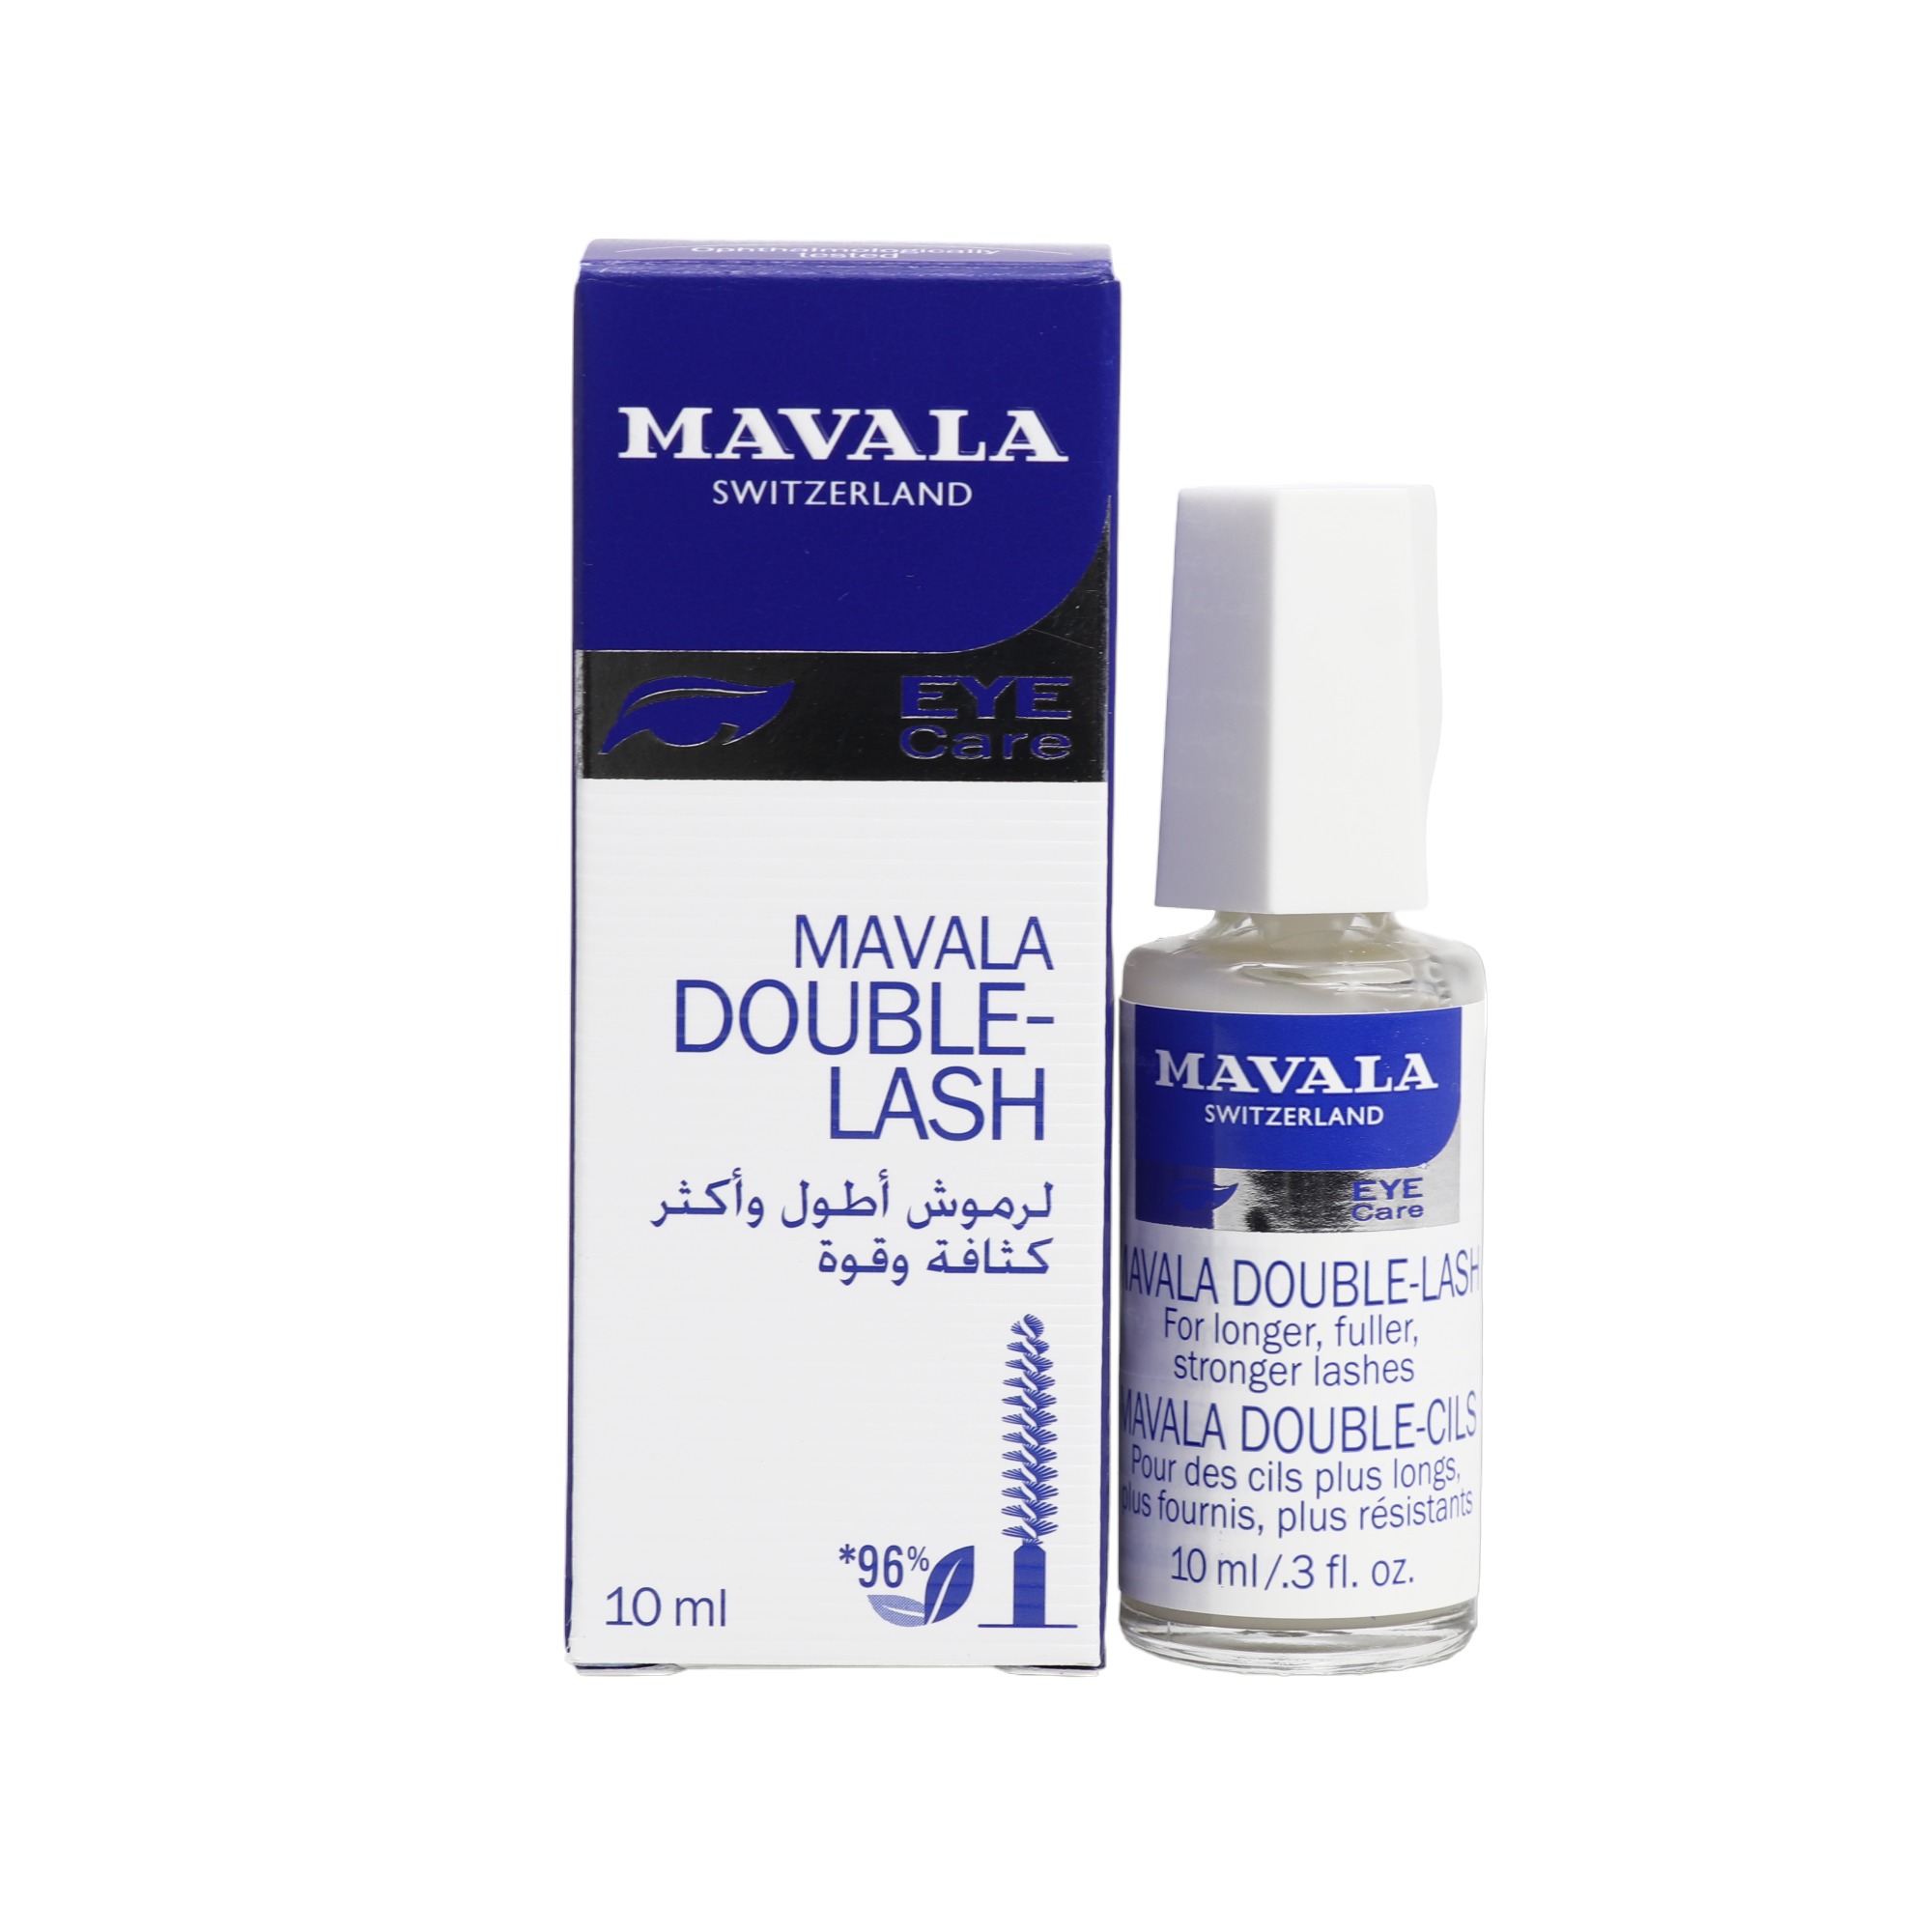 Ophthalmologically
tested
MAVALA
SWITZERLAND
EYE
Care
MAVALA
DOUBLE-
LASH
لرموش أطول وأكثر
كثافة وقوة
*96%
10 ml
MAVALA
SWITZERLAND
EYE
Care
MAVALA DOUBLE-LASH
For longer, fuller,
stronger lashes
MAVALA DOUBLE-CILS
Pour des cils plus longs,
plus fournis, plus résistants
10 ml/.3 fl. oz.